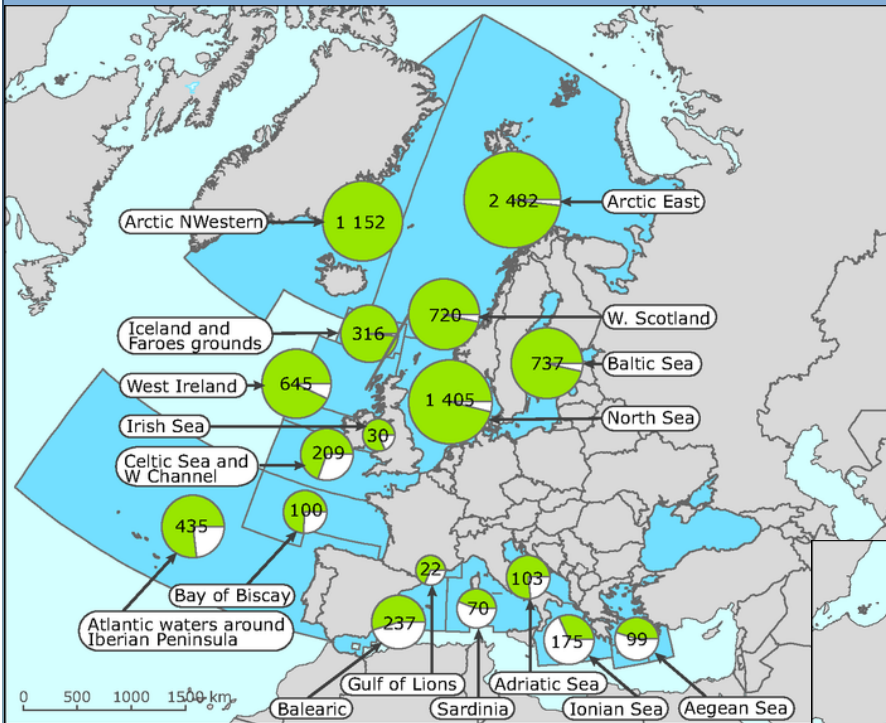 2 482
Arctic East
Arctic NWestern
1 152
Iceland and
Faroes grounds
316
720
W. Scotland
West Ireland
645
737
Baltic Sea
1 405
North Sea
Irish Sea
30
Celtic Sea and
W Channel
209
435
100
Bay of Biscay
Atlantic waters around
Iberian Peninsula
22
103
70
237
175
99
Gulf of Lions
Adriatic Sea
Balearic
Sardinia
Ionian Sea
Aegean Sea
0 500 1000 1500 km